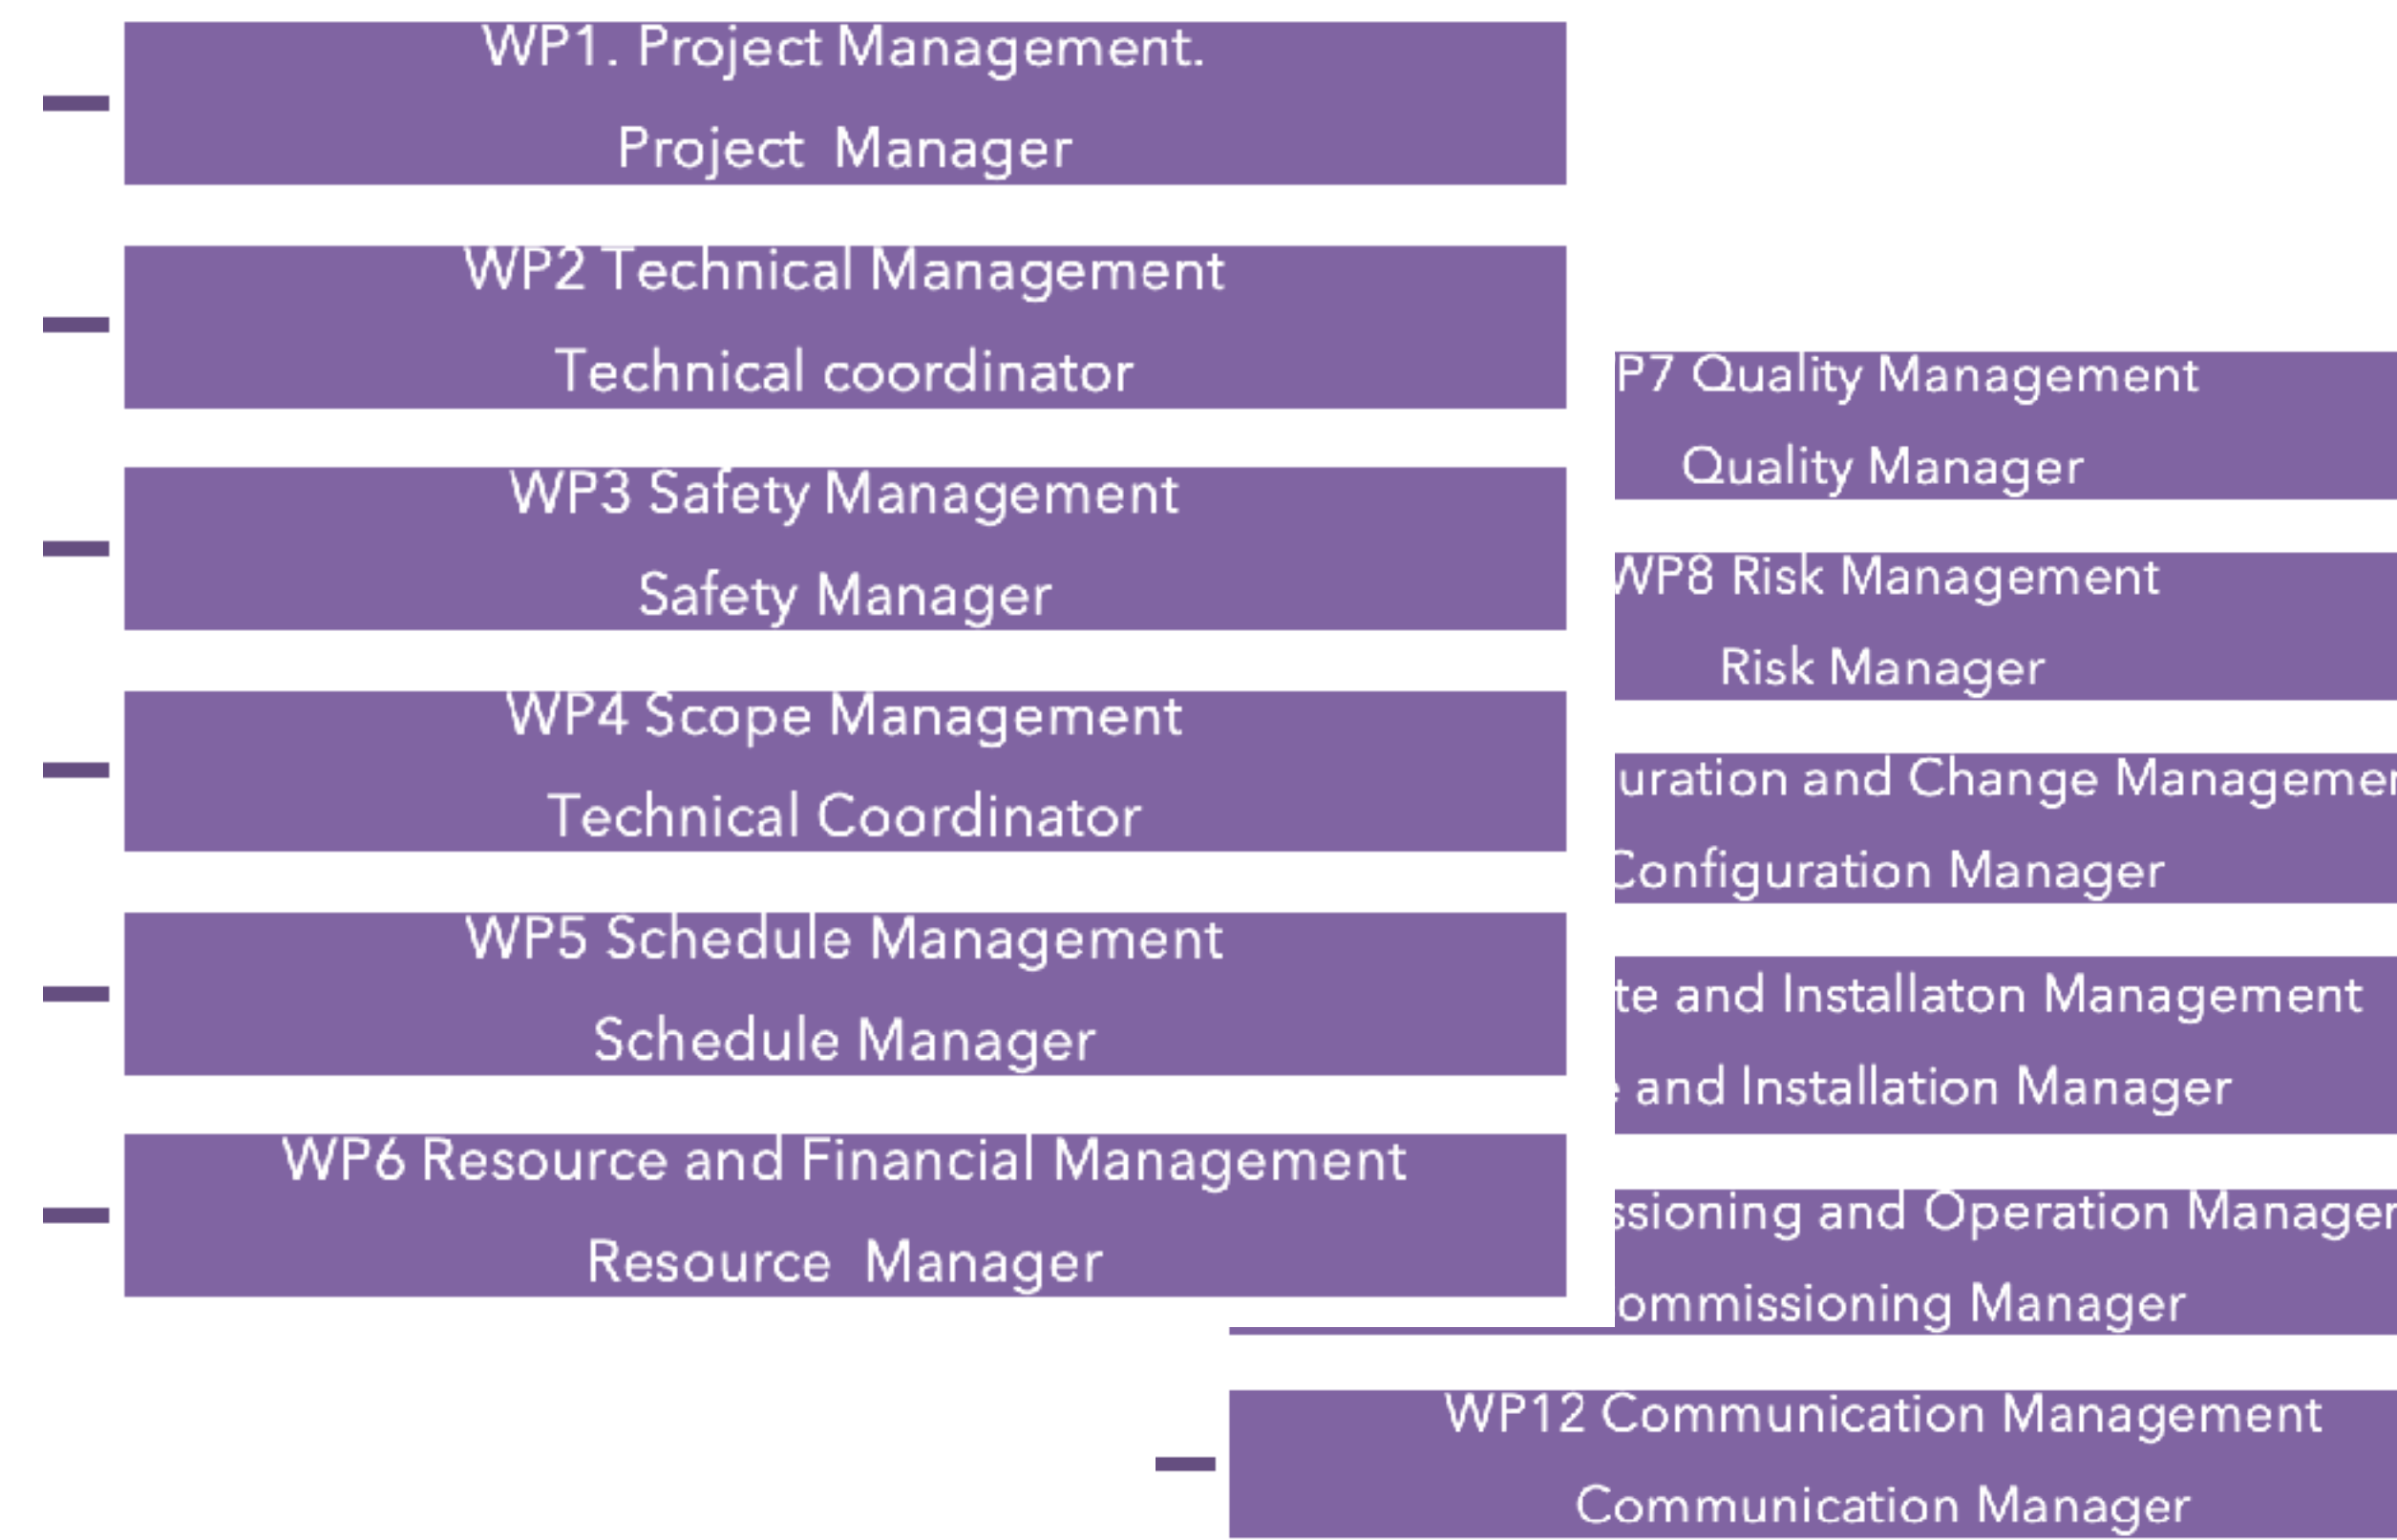 WP1. Project Management.
Project Manager
WP2 Technical Management
Technical coordinator
WP3 Safety Management
Safety Manager
WP4 Scope Management
Technical Coordinator
WP5 Schedule Management
Schedule Manager
WP6 Resource and Financial Management
Resource Manager
P7 Quality Management
Quality Manager
WP8 Risk Management
Risk Manager
uration and Change Managemen
Configuration Manager
te and Installaton Management
e and Installation Manager
ssioning and Operation Manager
ommissioning Manager
WP12 Communication Management
Communication Manager